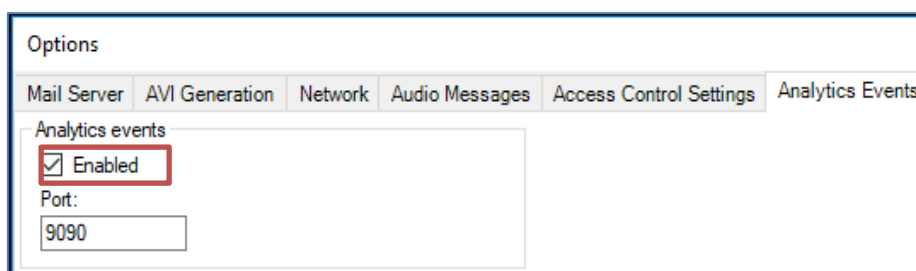 Options
Mail Server AVI Generation Network Audio Messages Access Control Settings Analytics Events
Analytics events
Enabled
Port:
9090